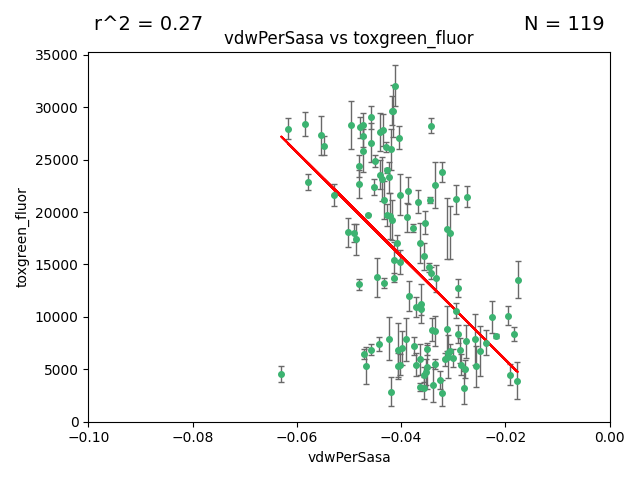 r^2 = 0.27
N = 119
vdwPerSasa vs toxgreen_fluor
35000
30000
25000
20000
15000
10000
5000
0
toxgreen_fluor
−0.10
−0.08
−0.06
−0.04
−0.02
0.00
vdwPerSasa